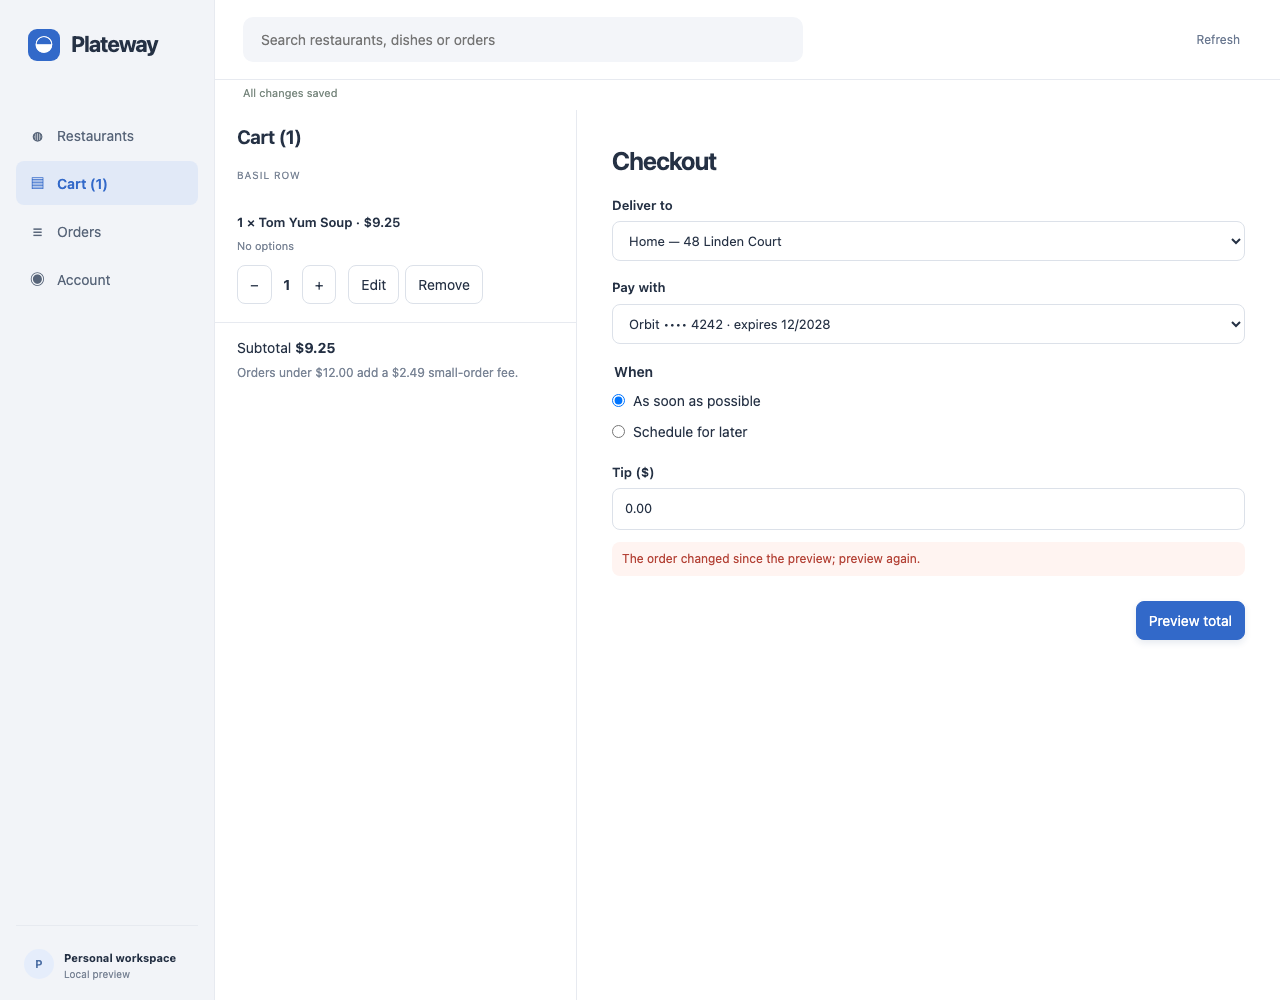 Plateway
Restaurants
Cart (1)
Orders
Account
P
Personal workspace
Local preview
Search restaurants, dishes or orders
Refresh
All changes saved
Cart (1)
BASIL ROW
1 × Tom Yum Soup · $9.25
No options
− 1 + Edit Remove
Subtotal $9.25
Orders under $12.00 add a $2.49 small-order fee.
Checkout
Deliver to
Home — 48 Linden Court
Pay with
Orbit •••• 4242 · expires 12/2028
When
As soon as possible
Schedule for later
Tip ($)
0.00
The order changed since the preview; preview again.
Preview total